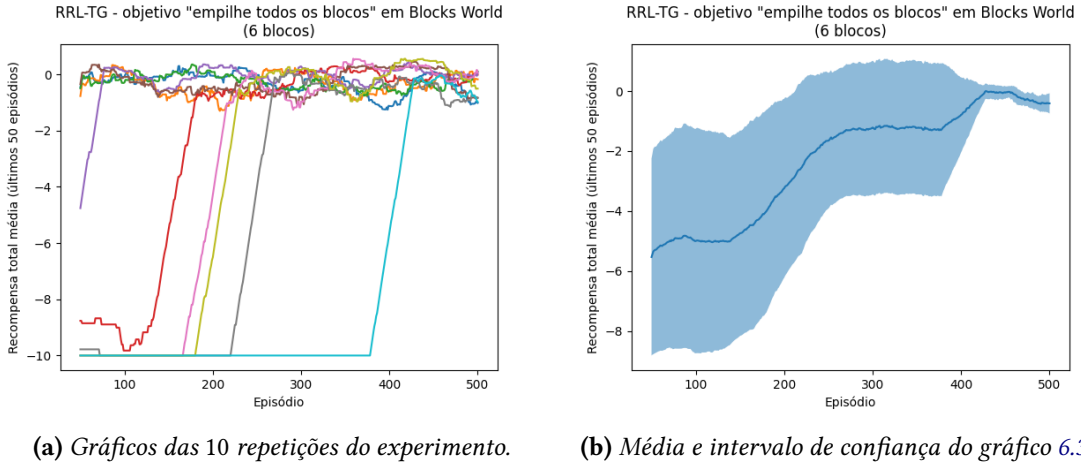 RRL-TG - objetivo "empilhe todos os blocos" em Blocks World
(6 blocos)
Recompensa total média (últimos 50 episódios)
0
−2
−4
−6
−8
−10
100
200
300
400
500
Episódio
(a) Gráficos das 10 repetições do experimento.
RRL-TG - objetivo "empilhe todos os blocos" em Blocks World
(6 blocos)
Recompensa total média (últimos 50 episódios)
0
−2
−4
−6
−8
100
200
300
400
500
Episódio
(b) Média e intervalo de confiança do gráfico